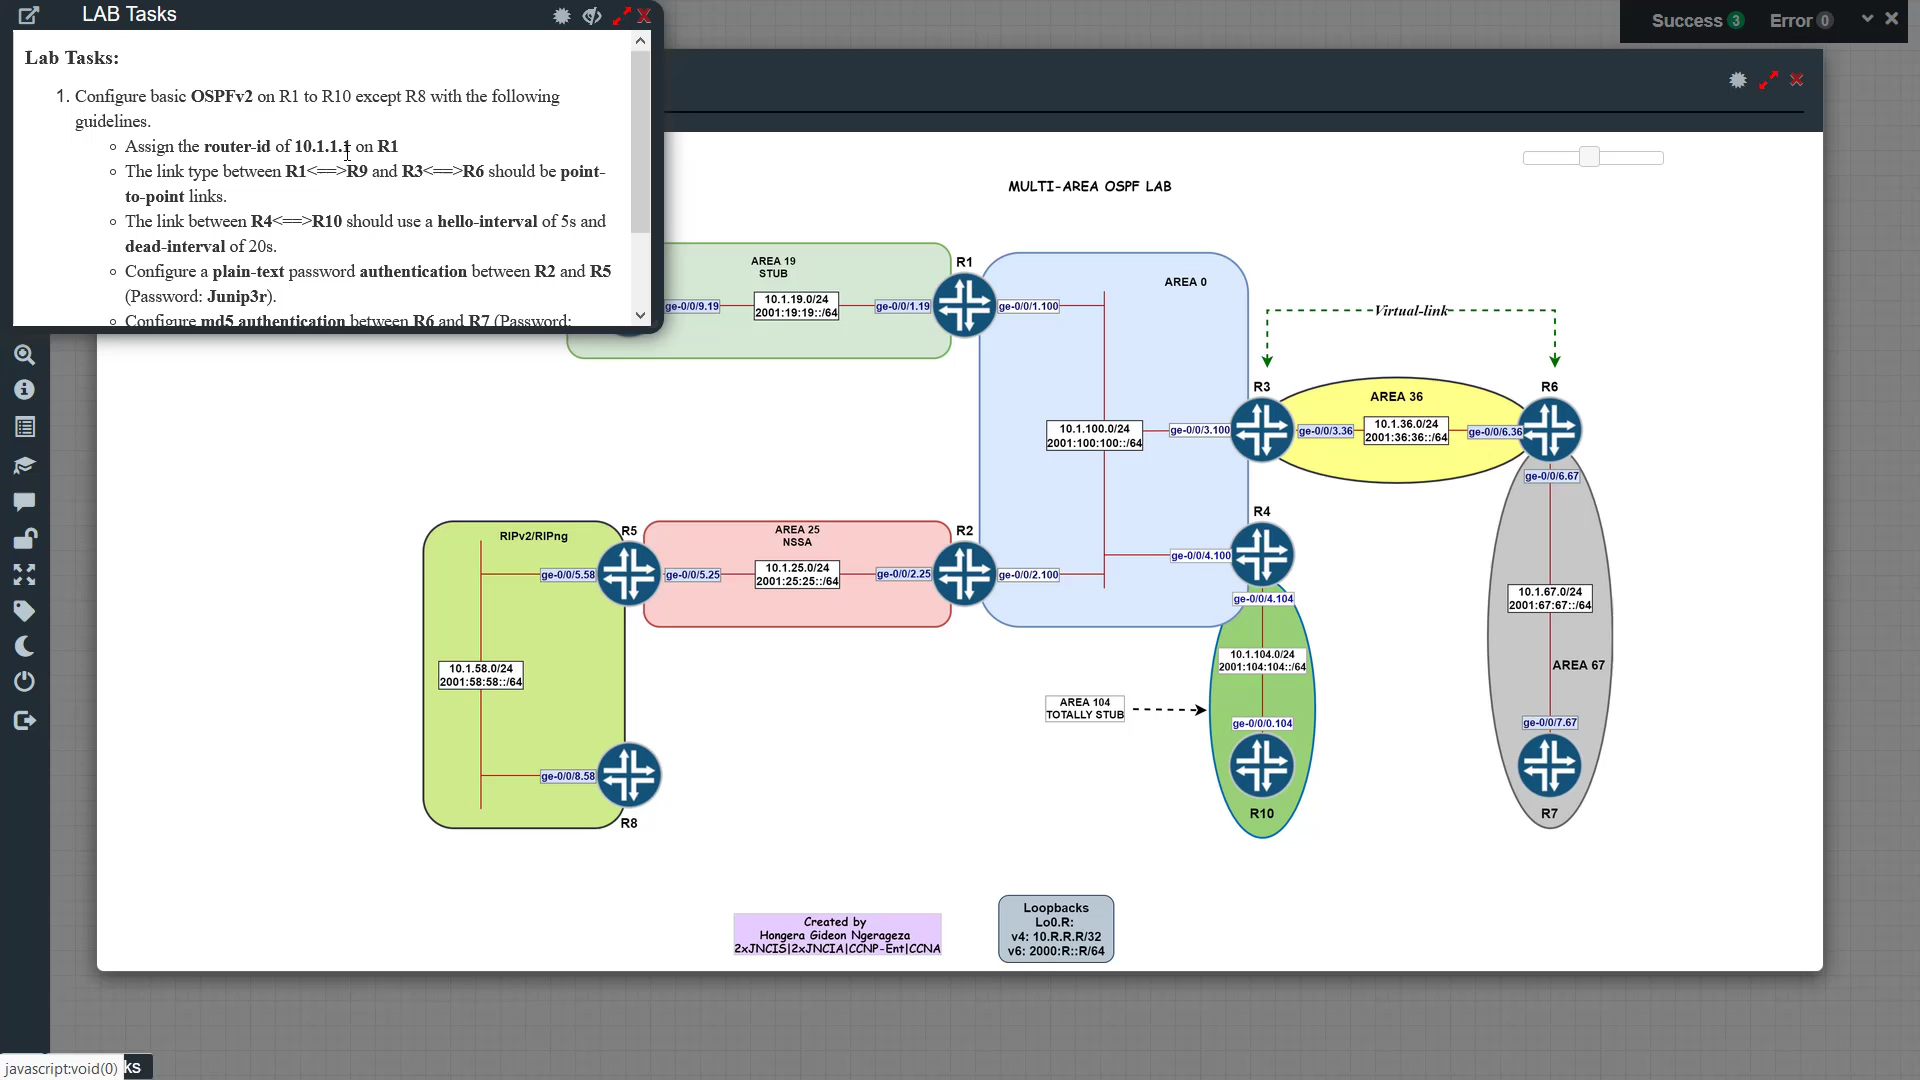 LAB Tasks
Success 3 Error 0
Lab Tasks:
1. Configure basic OSPFv2 on R1 to R10 except R8 with the following
guidelines.
Assign the router-id of 10.1.1.1 on R1
The link type between R1<==>R9 and R3<==>R6 should be point-
to-point links.
The link between R4<==>R10 should use a hello-interval of 5s and
dead-interval of 20s.
Configure a plain-text password authentication between R2 and R5
(Password: Junip3r).
Configure md5 authentication between R6 and R7 (Password:
MULTI-AREA OSPF LAB
AREA 19
STUB
R1
AREA 0
ge-0/0/9.19
10.1.19.0/24
2001:19:19::/64
ge-0/0/1.19
ge-0/0/1.100
Virtual-link
R3
R6
AREA 36
10.1.100.0/24
2001:100:100::/64
ge-0/0/3.100
ge-0/0/3.36
10.1.36.0/24
2001:36:36::/64
ge-0/0/6.36
ge-0/0/6.67
RIPv2/RIPng
R5
AREA 25
NSSA
R2
R4
ge-0/0/5.58
ge-0/0/5.25
10.1.25.0/24
2001:25:25::/64
ge-0/0/2.25
ge-0/0/2.100
ge-0/0/4.100
ge-0/0/4.104
10.1.67.0/24
2001:67:67::/64
10.1.58.0/24
2001:58:58::/64
10.1.104.0/24
2001:104:104::/64
AREA 67
AREA 104
TOTALLY STUB
ge-0/0/0.104
ge-0/0/7.67
ge-0/0/8.58
R8
R10
R7
Created by
Hongera Gideon Ngerageza
2xJNCIS|2xJNCIA|CCNP-Ent|CCNA
Loopbacks
Lo0.R:
v4: 10.R.R.R/32
v6: 2000:R::R/64
javascript:void(0) ks